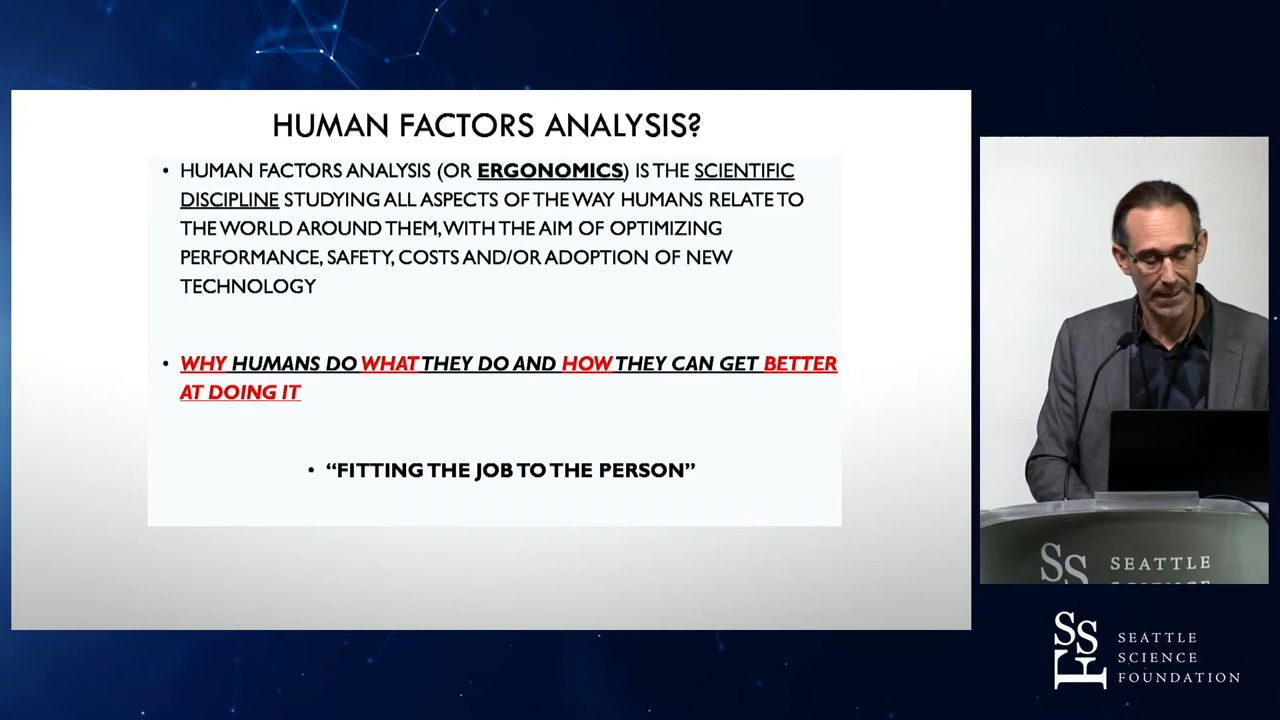 HUMAN FACTORS ANALYSIS?
• HUMAN FACTORS ANALYSIS (OR ERGONOMICS) IS THE SCIENTIFIC
DISCIPLINE STUDYING ALL ASPECTS OF THE WAY HUMANS RELATE TO
THE WORLD AROUND THEM, WITH THE AIM OF OPTIMIZING
PERFORMANCE, SAFETY, COSTS AND/OR ADOPTION OF NEW
TECHNOLOGY
• WHY HUMANS DO WHAT THEY DO AND HOW THEY CAN GET BETTER
AT DOING IT
• “FITTING THE JOB TO THE PERSON”
SS
SEATTLE
SSF
SEATTLE
SCIENCE
FOUNDATION